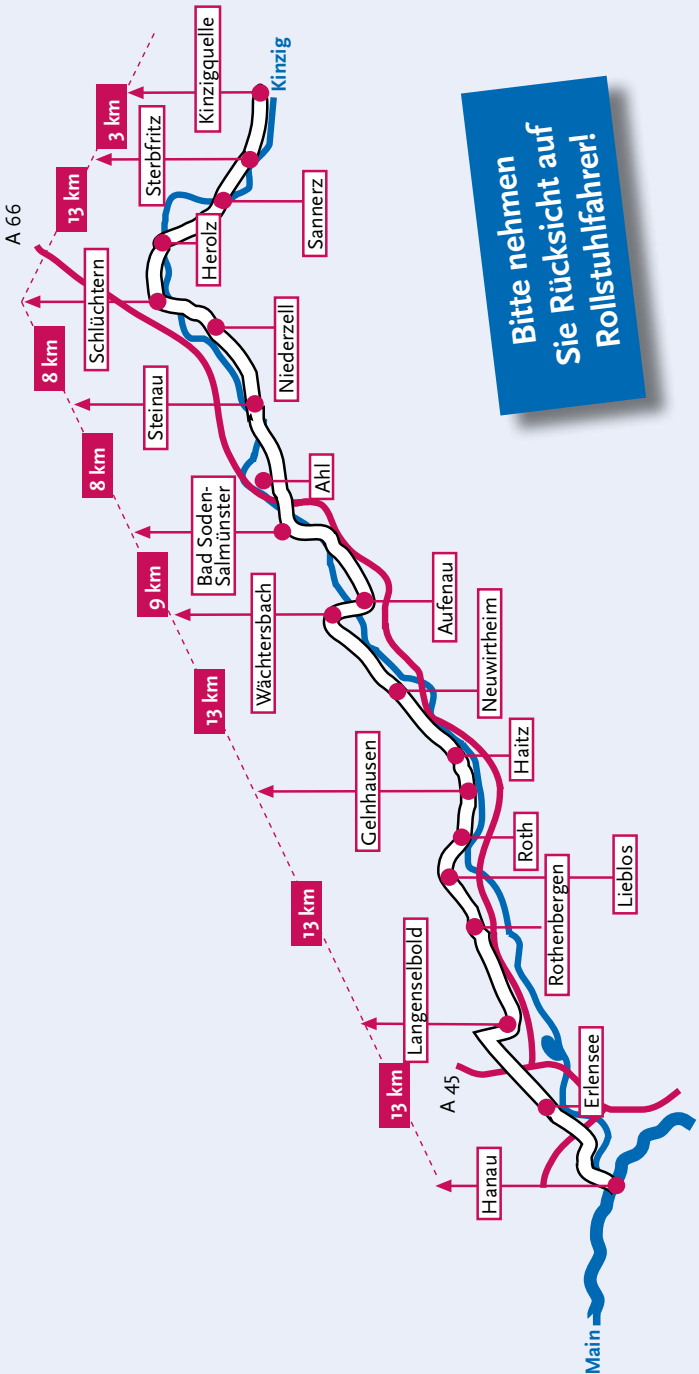 A 66
3 km
13 km
8 km
8 km
9 km
13 km
13 km
13 km
Kinzigquelle
Sterbfritz
Sannerz
Herolz
Schlüchtern
Niederzell
Steinau
Ahl
Bad Soden-
Salmünster
Aufenau
Wächtersbach
Neuwirtheim
Haitz
Gelnhausen
Roth
Lieblos
Rothenbergen
Langenselbold
A 45
Erlensee
Hanau
Kinzig
Main
Bitte nehmen
Sie Rücksicht auf
Rollstuhlfahrer!